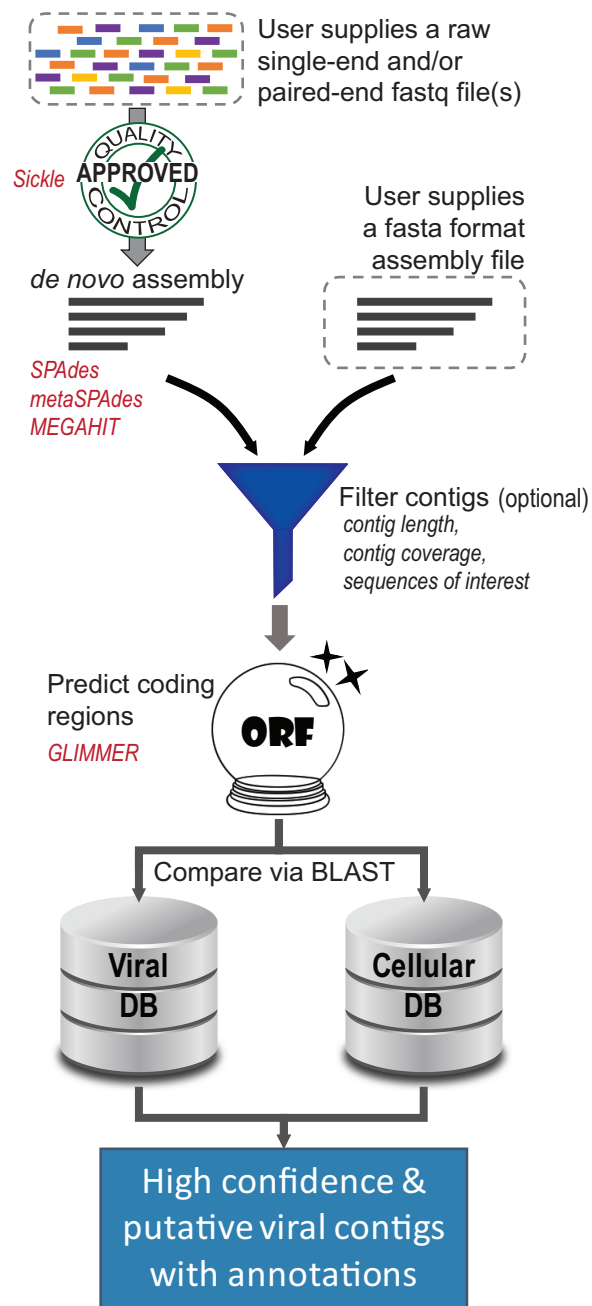 User supplies a raw
single-end and/or
paired-end fastq file(s)
QUALITY
APPROVED
CONTROL
Sickle
User supplies
a fasta format
assembly file
de novo assembly
SPAdes
metaSPAdes
MEGAHIT
Filter contigs (optional)
contig length,
contig coverage,
sequences of interest
Predict coding
regions
GLIMMER
ORF
Compare via BLAST
Viral
DB
Cellular
DB
High confidence &
putative viral contigs
with annotations